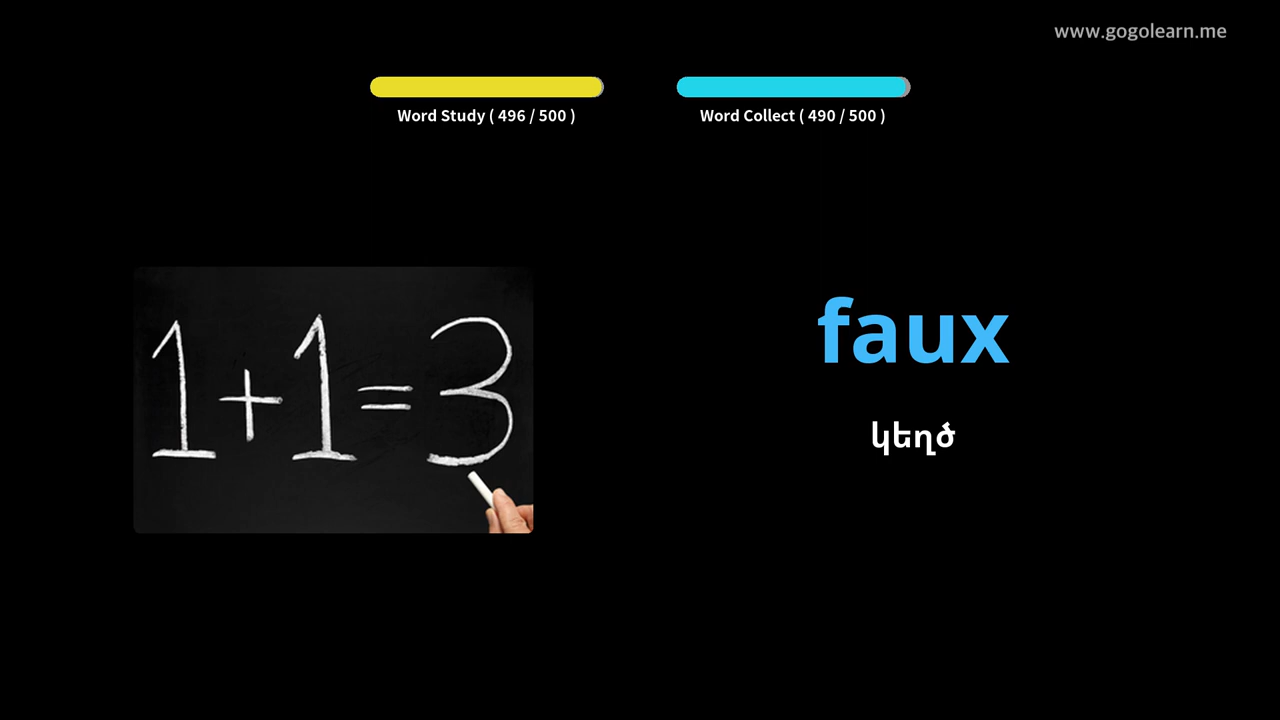 www.gogolearn.me
Word Study ( 496 / 500 )
Word Collect ( 490 / 500 )
1+1=3
faux
կեղծ